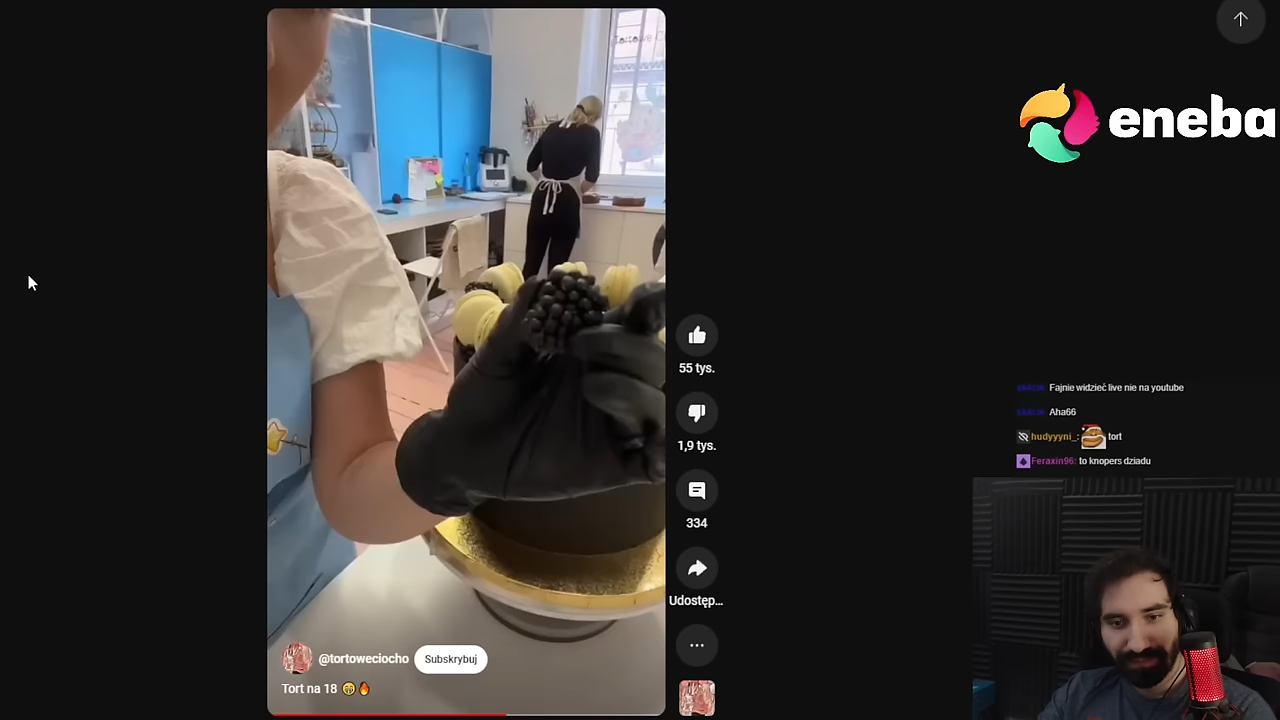 eneba
55 tys.
1,9 tys.
334
Udostęp...
Fajnie widzieć live nie na youtube
Aha66
hudyyyni_: tort
Feraxin96: to knopers dziadu
@tortoweciocho
Subskrybuj
Tort na 18